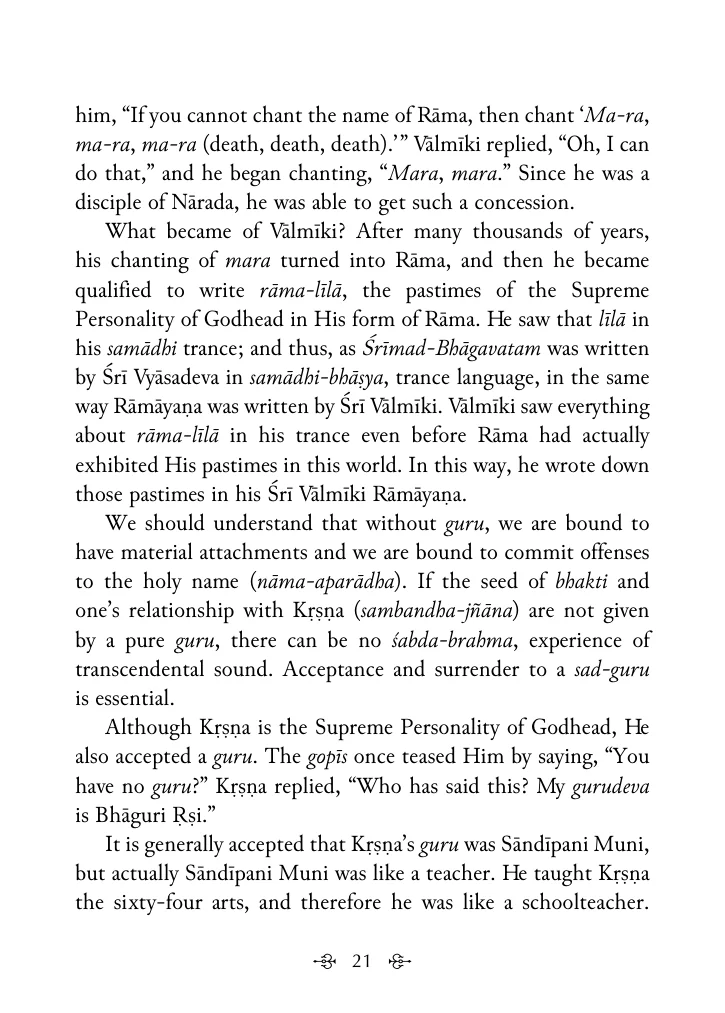 him, “If you cannot chant the name of Rāma, then chant ‘Ma-ra,
ma-ra, ma-ra (death, death, death).’” Vālmīki replied, “Oh, I can
do that,” and he began chanting, “Mara, mara.” Since he was a
disciple of Nārada, he was able to get such a concession.
What became of Vālmīki? After many thousands of years,
his chanting of mara turned into Rāma, and then he became
qualified to write rāma-līlā, the pastimes of the Supreme
Personality of Godhead in His form of Rāma. He saw that līlā in
his samādhi trance; and thus, as Śrīmad-Bhāgavatam was written
by Śrī Vyāsadeva in samādhi-bhāṣya, trance language, in the same
way Rāmāyaṇa was written by Śrī Vālmīki. Vālmīki saw everything
about rāma-līlā in his trance even before Rāma had actually
exhibited His pastimes in this world. In this way, he wrote down
those pastimes in his Śrī Vālmīki Rāmāyaṇa.
We should understand that without guru, we are bound to
have material attachments and we are bound to commit offenses
to the holy name (nāma-aparādha). If the seed of bhakti and
one’s relationship with Kṛṣṇa (sambandha-jñāna) are not given
by a pure guru, there can be no śabda-brahma, experience of
transcendental sound. Acceptance and surrender to a sad-guru
is essential.
Although Kṛṣṇa is the Supreme Personality of Godhead, He
also accepted a guru. The gopīs once teased Him by saying, “You
have no guru?” Kṛṣṇa replied, “Who has said this? My gurudeva
is Bhāguri Ṛṣi.”
It is generally accepted that Kṛṣṇa’s guru was Sāndīpani Muni,
but actually Sāndīpani Muni was like a teacher. He taught Kṛṣṇa
the sixty-four arts, and therefore he was like a schoolteacher.
21